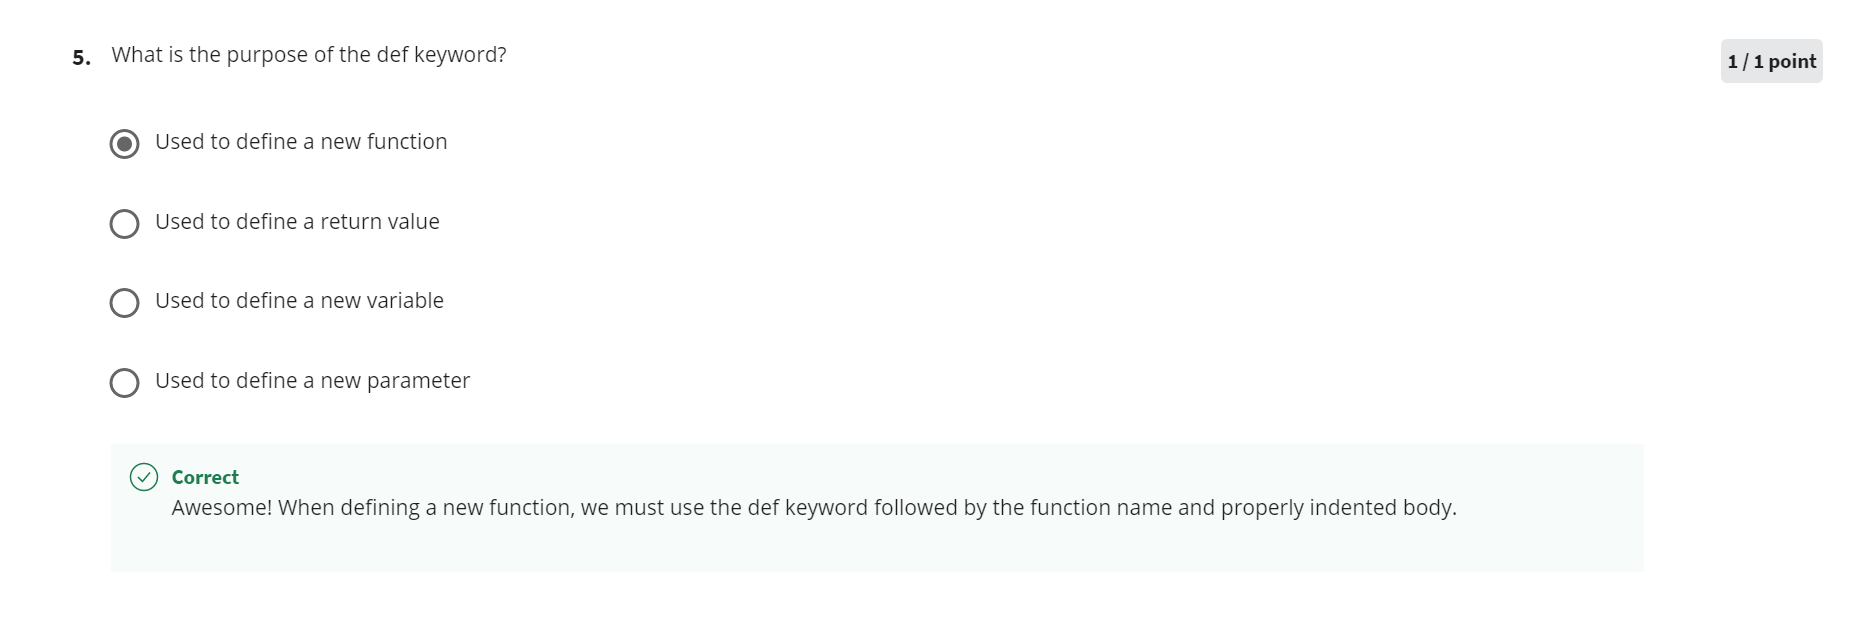 5. What is the purpose of the def keyword?
1 / 1 point
Used to define a new function
Used to define a return value
Used to define a new variable
Used to define a new parameter
Correct
Awesome! When defining a new function, we must use the def keyword followed by the function name and properly indented body.